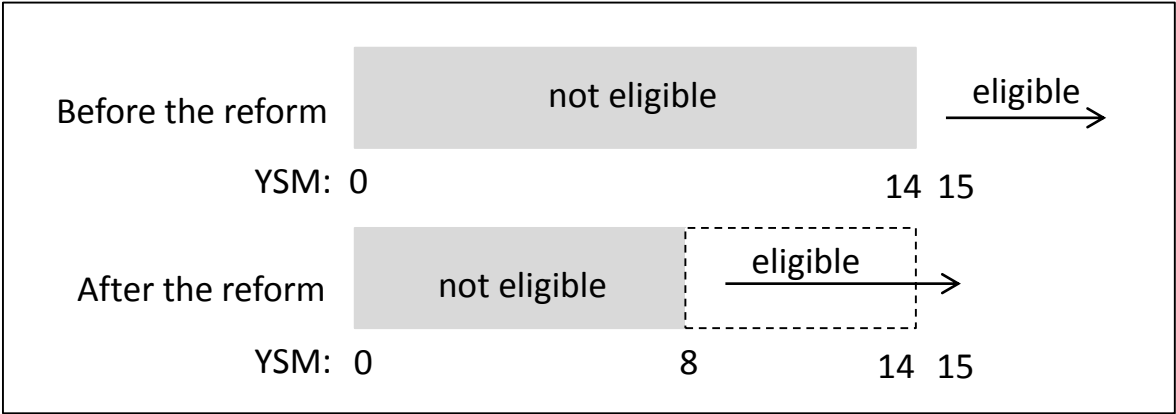 Before the reform not eligible eligible
YSM: 0 14 15
After the reform not eligible eligible
YSM: 0 8 14 15